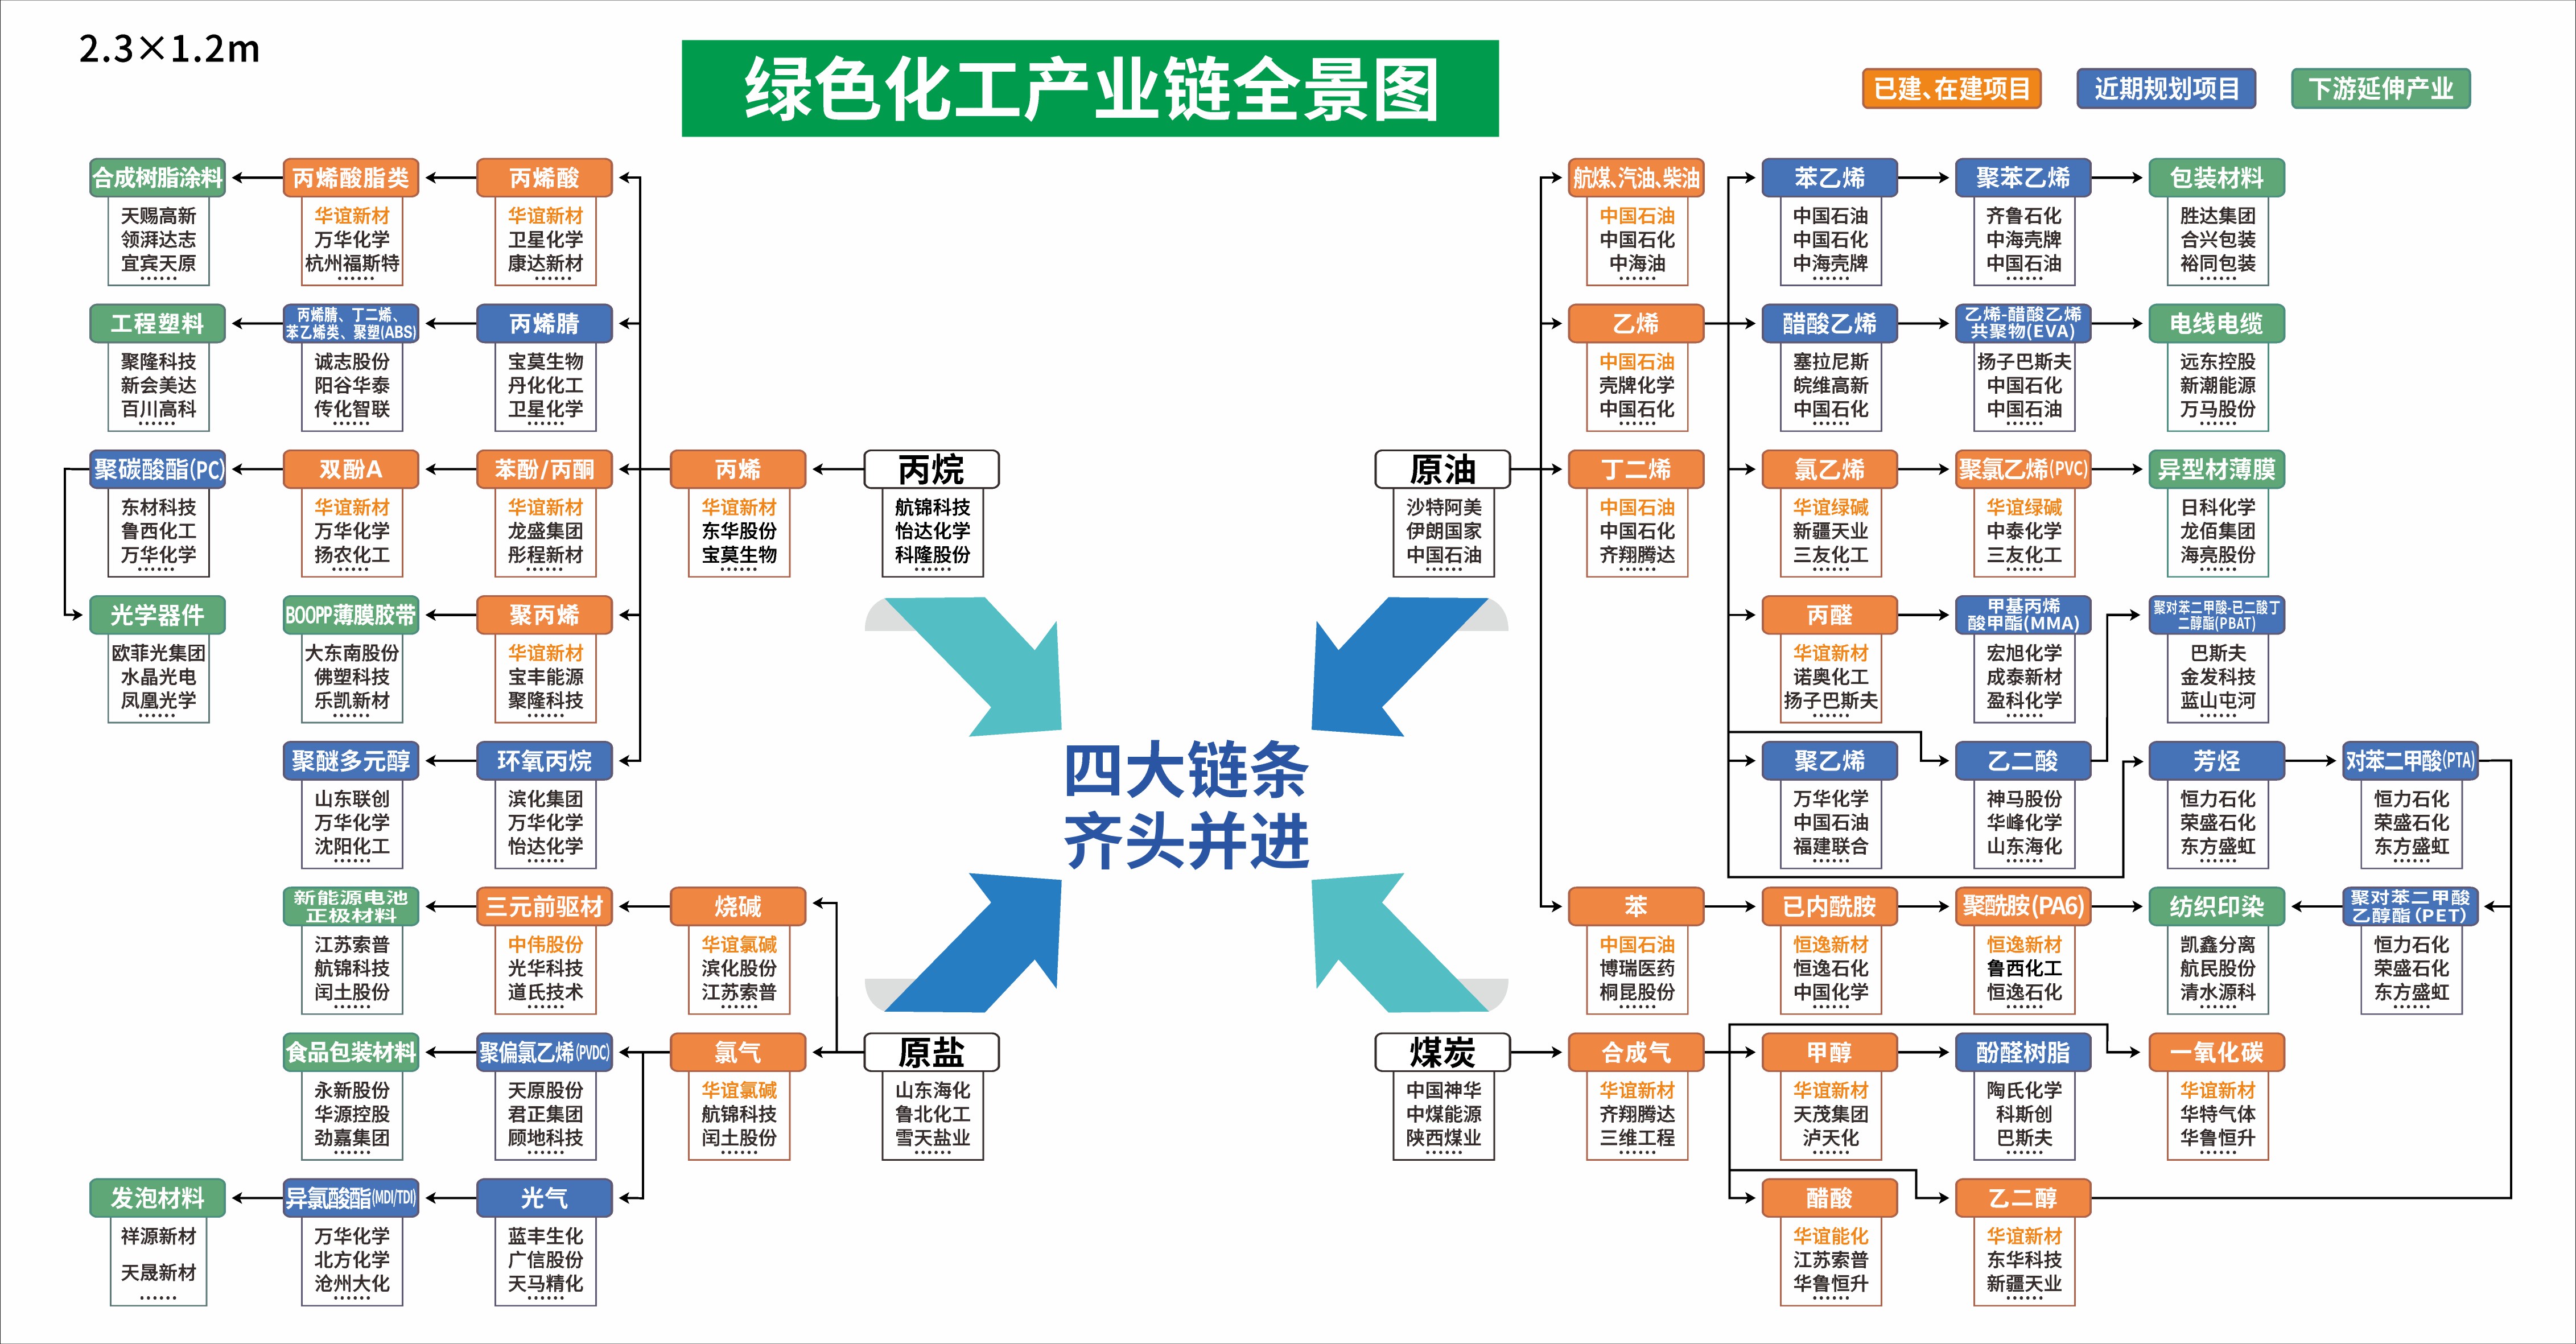 2.3×1.2m
绿色化工产业链全景图
已建、在建项目
近期规划项目
下游延伸产业
合成树脂涂料
天赐高新
领湃达志
宜宾天原
......
丙烯酸脂类
华谊新材
万华化学
杭州福斯特
......
丙烯酸
华谊新材
卫星化学
康达新材
......
工程塑料
聚隆科技
新会美达
百川高科
......
丙烯腈、丁二烯、
苯乙烯类、聚塑(ABS)
诚志股份
阳谷华泰
传化智联
......
丙烯腈
宝莫生物
丹化化工
卫星化学
......
聚碳酸酯(PC)
东材科技
鲁西化工
万华化学
......
双酚A
华谊新材
万华化学
扬农化工
......
苯酚/丙酮
华谊新材
龙盛集团
彤程新材
......
丙烯
华谊新材
东华股份
宝莫生物
......
丙烷
航锦科技
怡达化学
科隆股份
......
光学器件
欧菲光集团
水晶光电
凤凰光学
......
BOOPP薄膜胶带
大东南股份
佛塑科技
乐凯新材
......
聚丙烯
华谊新材
宝丰能源
聚隆科技
......
聚醚多元醇
山东联创
万华化学
沈阳化工
......
环氧丙烷
滨化集团
万华化学
怡达化学
......
新能源电池
正极材料
江苏索普
航锦科技
闰土股份
......
三元前驱材
中伟股份
光华科技
道氏技术
......
烧碱
华谊氯碱
滨化股份
江苏索普
......
食品包装材料
永新股份
华源控股
劲嘉集团
......
聚偏氯乙烯(PVDC)
天原股份
君正集团
顾地科技
......
氯气
华谊氯碱
航锦科技
闰土股份
......
原盐
山东海化
鲁北化工
雪天盐业
......
发泡材料
祥源新材
天晟新材
......
异氯酸酯(MDI/TDI)
万华化学
北方化学
沧州大化
......
光气
蓝丰生化
广信股份
天马精化
......
四大链条
齐头并进
原油
沙特阿美
伊朗国家
中国石油
......
航煤、汽油、柴油
中国石油
中国石化
中海油
......
苯乙烯
中国石油
中国石化
中海壳牌
......
聚苯乙烯
齐鲁石化
中海壳牌
中国石油
......
包装材料
胜达集团
合兴包装
裕同包装
......
乙烯
中国石油
壳牌化学
中国石化
......
醋酸乙烯
塞拉尼斯
皖维高新
中国石化
......
乙烯-醋酸乙烯
共聚物(EVA)
扬子巴斯夫
中国石化
中国石油
......
电线电缆
远东控股
新潮能源
万马股份
......
丁二烯
中国石油
中国石化
齐翔腾达
......
氯乙烯
华谊绿碱
新疆天业
三友化工
......
聚氯乙烯(PVC)
华谊绿碱
中泰化学
三友化工
......
异型材薄膜
日科化学
龙佰集团
海亮股份
......
丙醛
华谊新材
诺奥化工
扬子巴斯夫
......
甲基丙烯
酸甲酯(MMA)
宏旭化学
成泰新材
盈科化学
......
聚对苯二甲酸-已二酸丁
二醇酯(PBAT)
巴斯夫
金发科技
蓝山屯河
......
聚乙烯
万华化学
中国石油
福建联合
......
乙二酸
神马股份
华峰化学
山东海化
......
芳烃
恒力石化
荣盛石化
东方盛虹
......
对苯二甲酸(PTA)
恒力石化
荣盛石化
东方盛虹
......
苯
中国石油
博瑞医药
桐昆股份
......
已内酰胺
恒逸新材
恒逸石化
中国化学
......
聚酰胺(PA6)
恒逸新材
鲁西化工
恒逸石化
......
纺织印染
凯鑫分离
航民股份
清水源科
......
聚对苯二甲酸
乙醇酯(PET)
恒力石化
荣盛石化
东方盛虹
......
煤炭
中国神华
中煤能源
陕西煤业
......
合成气
华谊新材
齐翔腾达
三维工程
......
甲醇
华谊新材
天茂集团
泸天化
......
酚醛树脂
陶氏化学
科斯创
巴斯夫
......
一氧化碳
华谊新材
华特气体
华鲁恒升
......
醋酸
华谊能化
江苏索普
华鲁恒升
......
乙二醇
华谊新材
东华科技
新疆天业
......